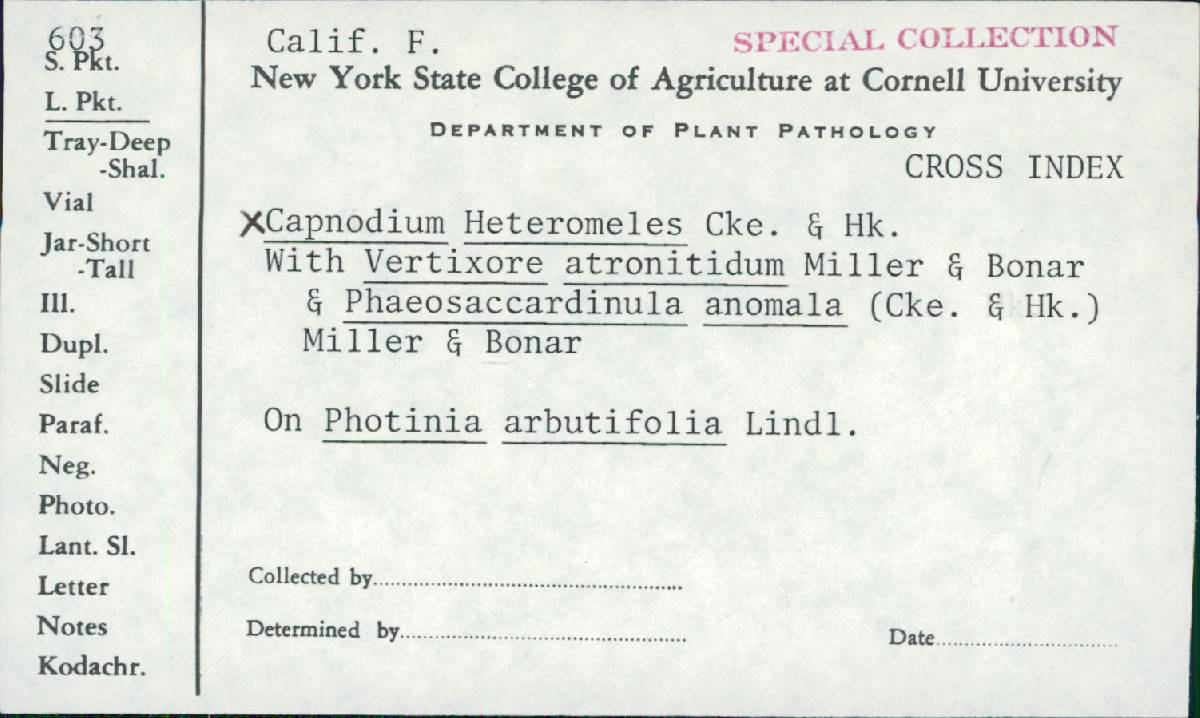 603
S. Pkt.
L. Pkt.
Tray-Deep
-Shal.
Vial
Jar-Short
-Tall
Ill.
Dupl.
Slide
Paraf.
Neg.
Photo.
Lant. Sl.
Letter
Notes
Kodachr.
Calif. F.
SPECIAL COLLECTION
New York State College of Agriculture at Cornell University
DEPARTMENT OF PLANT PATHOLOGY
CROSS INDEX
XCapnodium Heteromeles Cke. & Hk.
With Vertixore atronitidum Miller & Bonar
& Phaeosaccardinula anomala (Cke. & Hk.)
Miller & Bonar
On Photinia arbutifolia Lindl.
Collected by
Determined by
Date